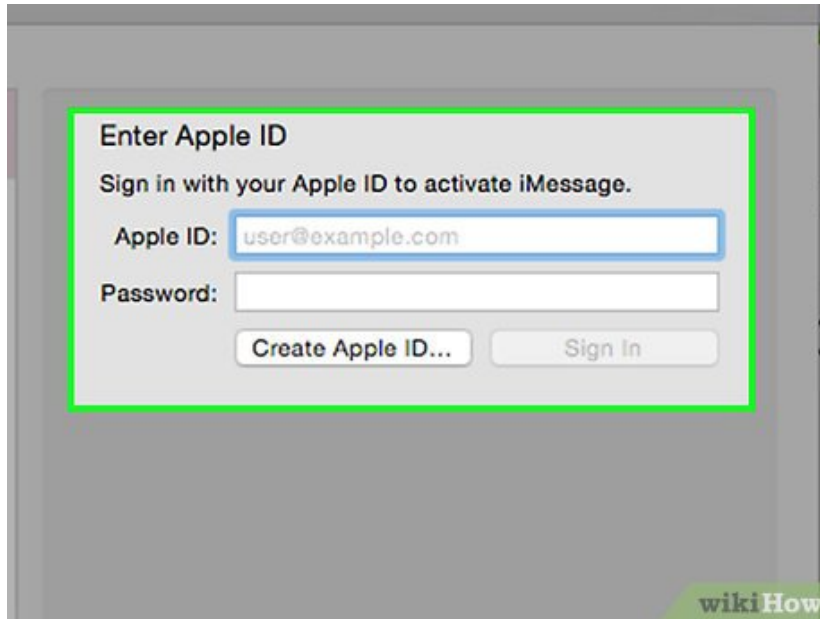 Enter Apple ID
Sign in with your Apple ID to activate iMessage.
Apple ID: user@example.com
Password:
Create Apple ID... Sign In
wikiHow